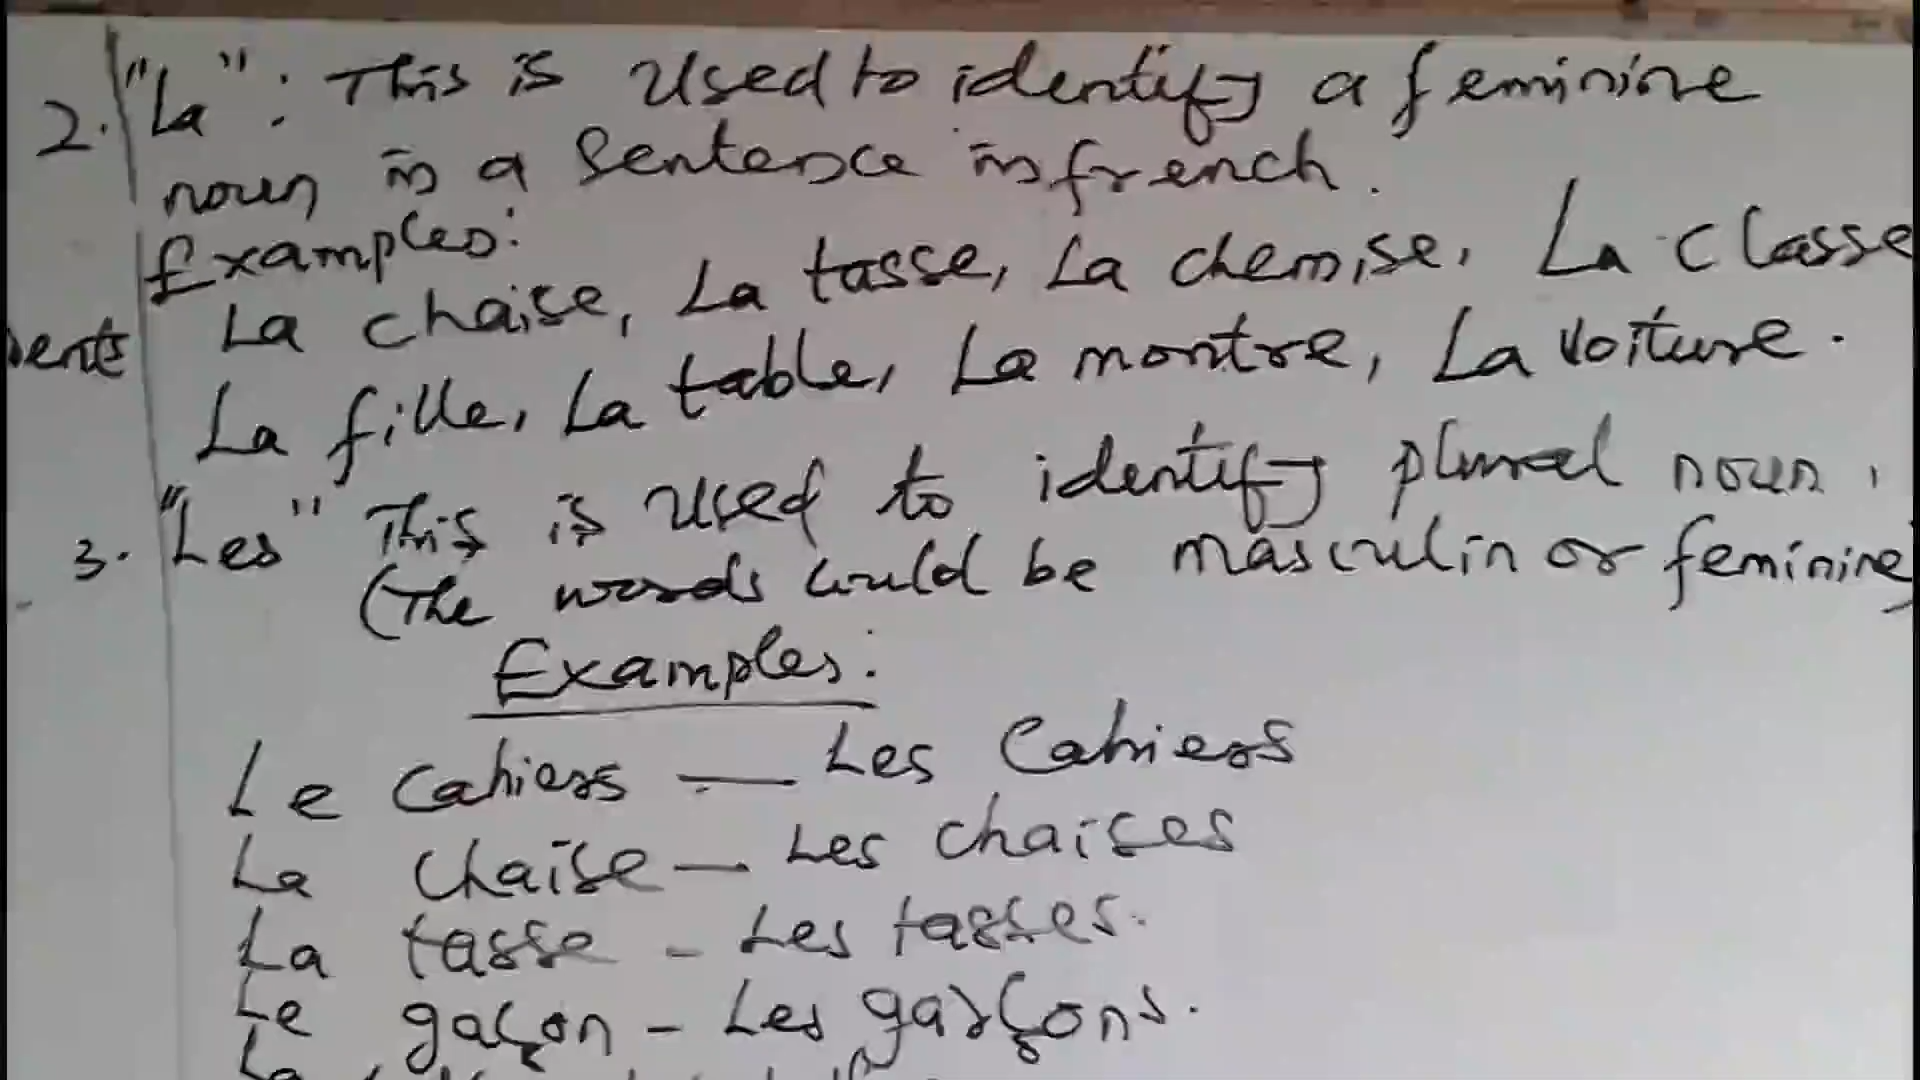 2. "La": This is used to identify a feminine
noun in a sentence in french.
Examples:
La chaise, La tasse, La chemise, La classe
La fille, La table, La montre, La voiture.
3. "Les" This is used to identify plural noun.
(The words could be masculin or feminine)
Examples:
Le Cahiers — Les Cahiers
La chaise — Les chaises
La tasse - Les tasses.
Le gaçon - Les garçons.
La